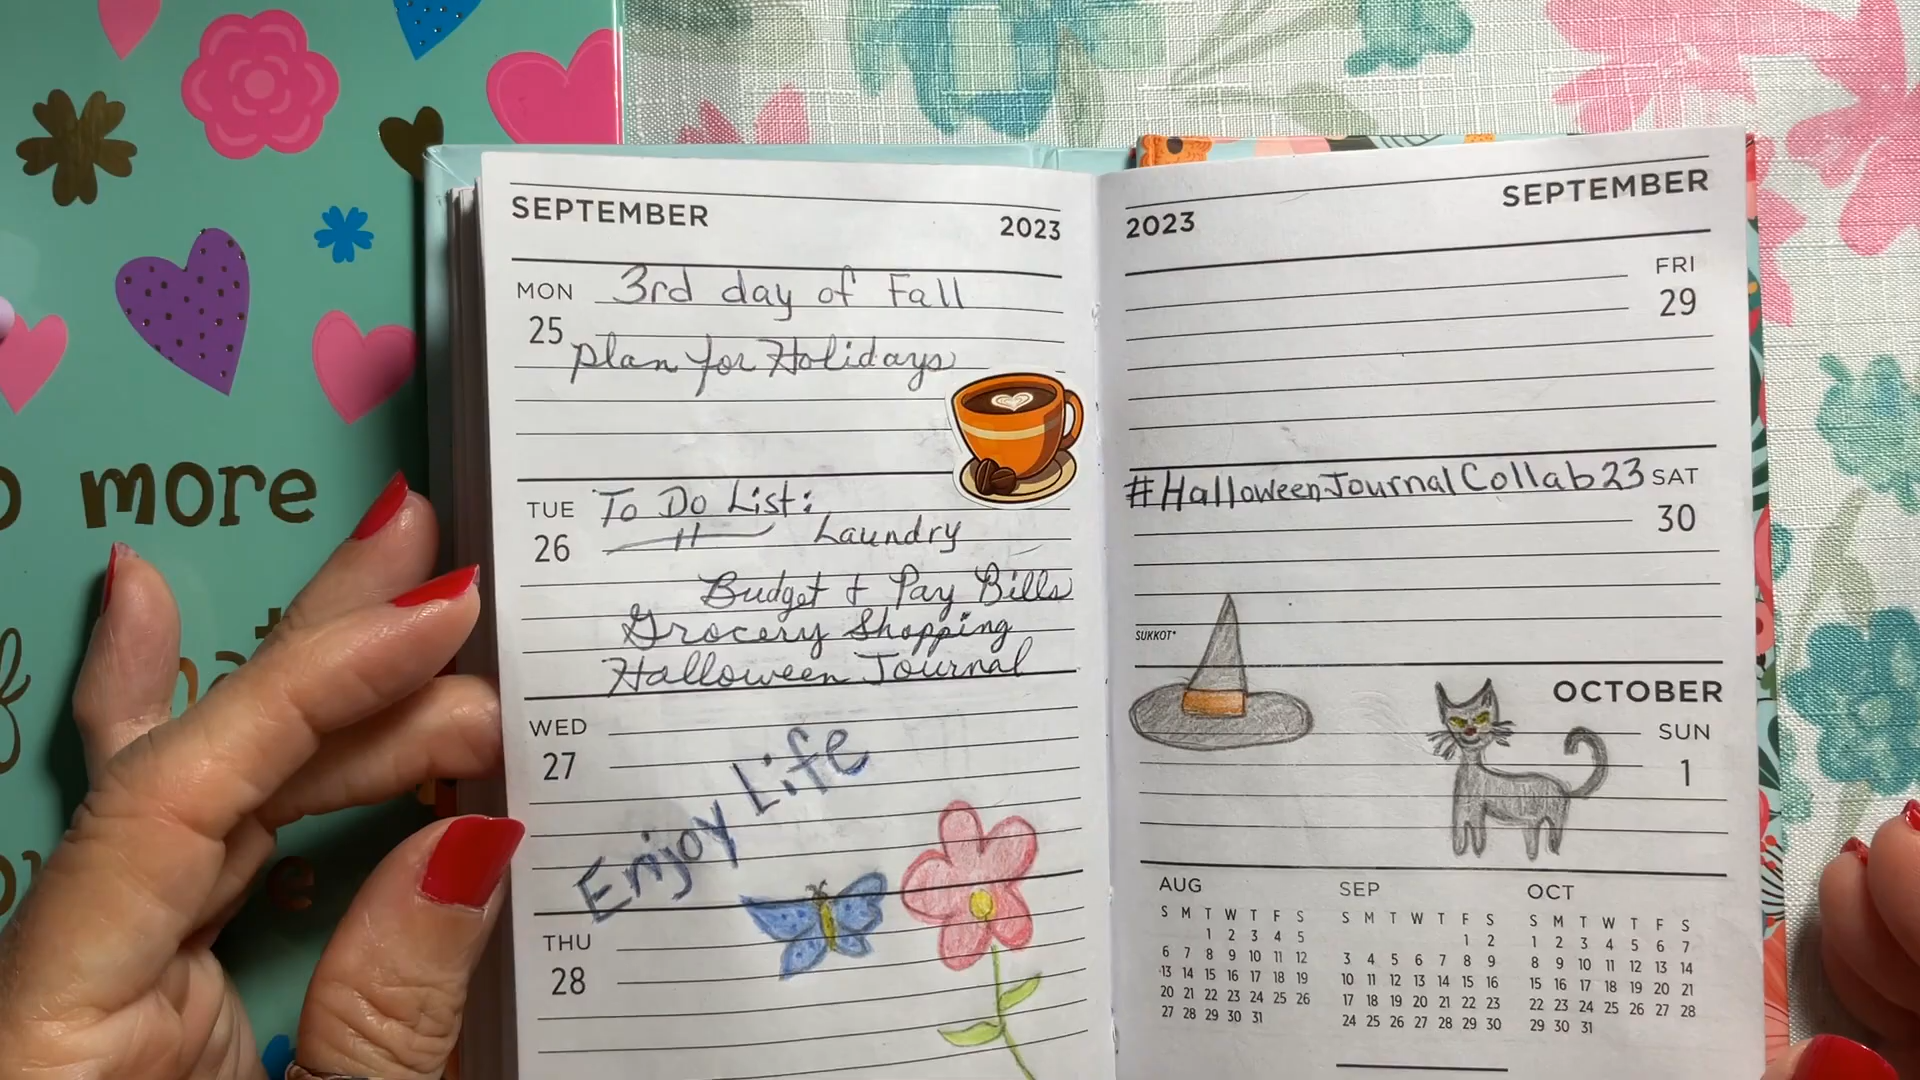 more
SEPTEMBER 2023
MON 3rd day of Fall
25
Plan for Holidays
TUE To Do List:
26 Laundry
Budget & Pay Bills
Grocery Shopping
Halloween Journal
WED
27
Enjoy Life
THU
28
2023 SEPTEMBER
FRI
29
#HalloweenJournalCollab23 SAT
30
SUKKOT*
OCTOBER
SUN
1
AUG
S M T W T F S
1 2 3 4 5
6 7 8 9 10 11 12
13 14 15 16 17 18 19
20 21 22 23 24 25 26
27 28 29 30 31
SEP
S M T W T F S
1 2
3 4 5 6 7 8 9
10 11 12 13 14 15 16
17 18 19 20 21 22 23
24 25 26 27 28 29 30
OCT
S M T W T F S
1 2 3 4 5 6 7
8 9 10 11 12 13 14
15 16 17 18 19 20 21
22 23 24 25 26 27 28
29 30 31